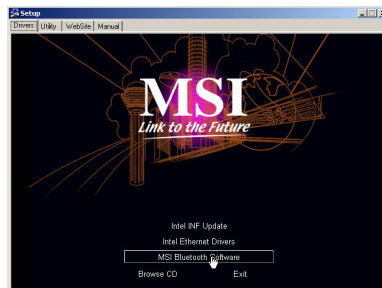 Setup
Drivers Utility WebSite Manual
MSI
Link to the Future
Intel INF Update
Intel Ethernet Drivers
MSI Bluetooth Software
Browse CD Exit